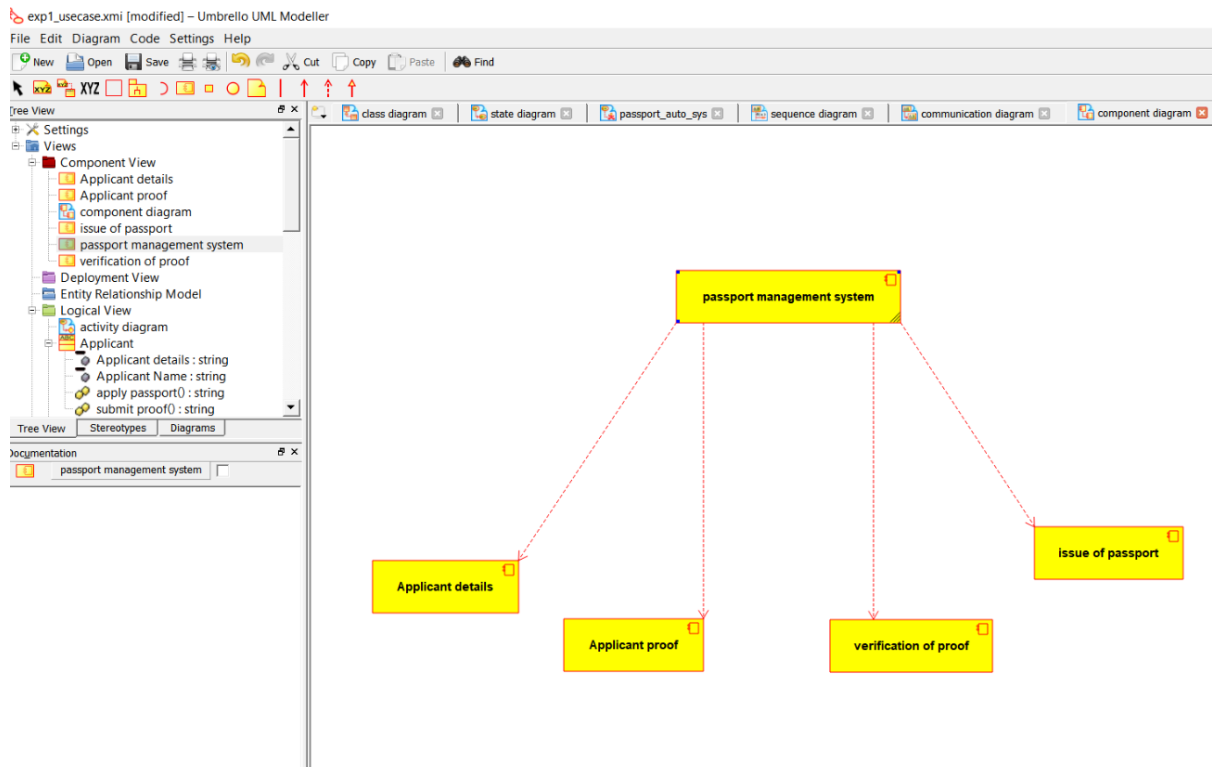 exp1_usecase.xmi [modified] – Umbrello UML Modeller
File Edit Diagram Code Settings Help
New Open Save Cut Copy Paste Find
XYZ XYZ XYZ
Tree View
class diagram state diagram passport_auto_sys sequence diagram communication diagram component diagram
Settings
Views
Component View
Applicant details
Applicant proof
component diagram
issue of passport
passport management system
verification of proof
Deployment View
Entity Relationship Model
Logical View
activity diagram
ABC
Applicant
Applicant details : string
Applicant Name : string
apply passport() : string
submit proof() : string
Tree View Stereotypes Diagrams
Documentation
passport management system
passport management system
issue of passport
Applicant details
Applicant proof
verification of proof